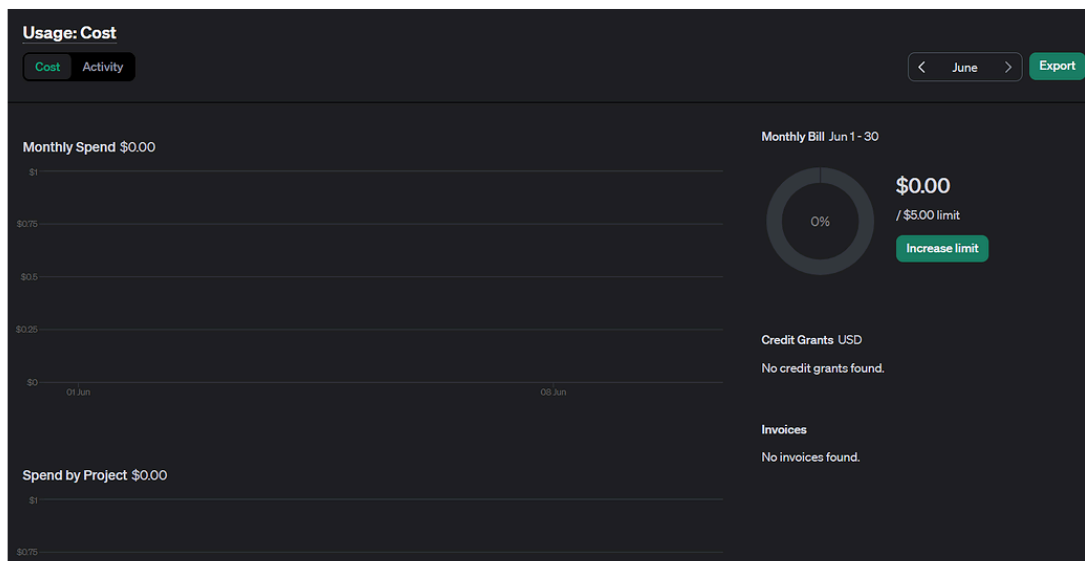 Usage: Cost
Cost Activity
June
Export
Monthly Spend $0.00
$1
$0.75
$0.5
$0.25
$0
01 Jun 08 Jun
Spend by Project $0.00
$1
$0.75
Monthly Bill Jun 1 - 30
0%
$0.00
/ $5.00 limit
Increase limit
Credit Grants USD
No credit grants found.
Invoices
No invoices found.